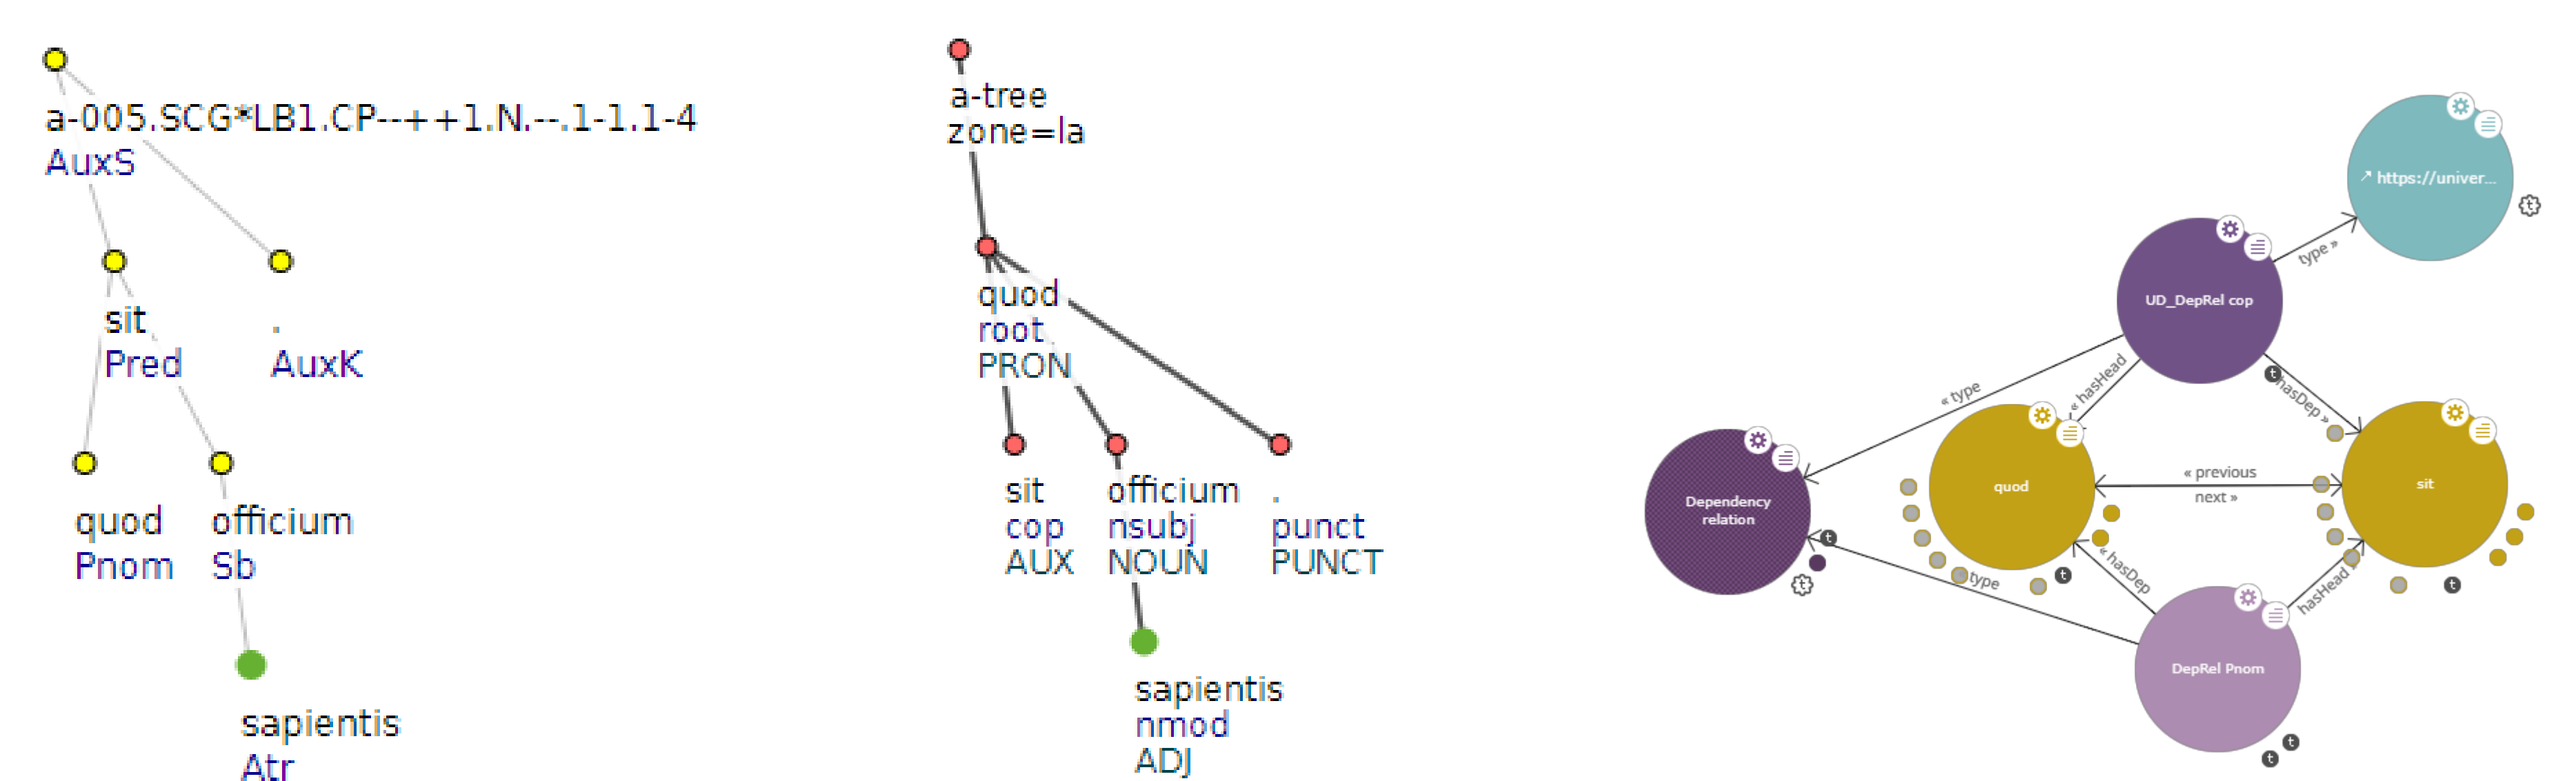 a-005.SCG*LB1.CP--++1.N.--.1-1.1-4
AuxS
sit
Pred
.
AuxK
quod
Pnom
officium
Sb
sapientis
Atr
a-tree
zone=la
quod
root
PRON
sit
cop
AUX
officium
nsubj
NOUN
.
punct
PUNCT
sapientis
nmod
ADJ
↗ https://univer...
t
type »
UD_DepRel cop
« type
« hasHead
t
hasDep »
Dependency
relation
quod
« previous
next »
sit
t
t
type
t
« hasDep
hasHead »
t
DepRel Pnom
t
t